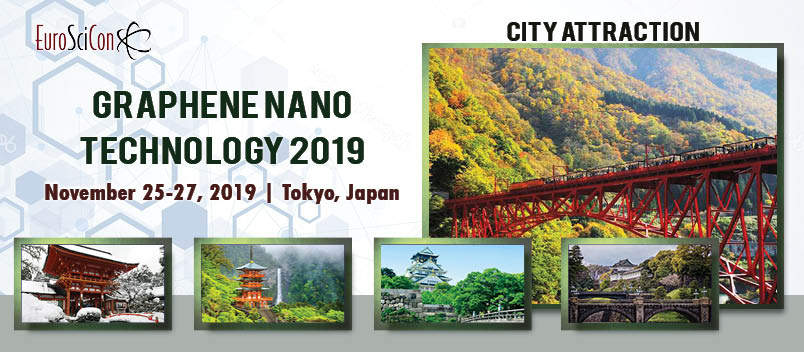 EuroSciCon
CITY ATTRACTION
GRAPHENE NANO
TECHNOLOGY 2019
November 25-27, 2019 | Tokyo, Japan